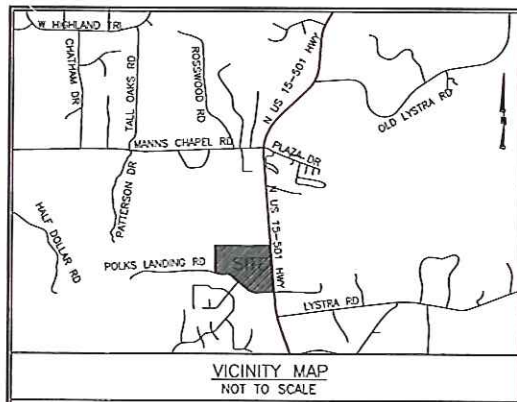 W HIGHLAND TRL
CHATHAM DR
TALL OAKS RD
ROSSWOOD RD
N US 15-501 HWY
OLD LYSTRA RD
MANNS CHAPEL RD
PLAZA DR
PATTERSON DR
HALF DOLLAR RD
N US 15-501 HWY
POLKS LANDING RD
SITE
LYSTRA RD
VICINITY MAP
NOT TO SCALE